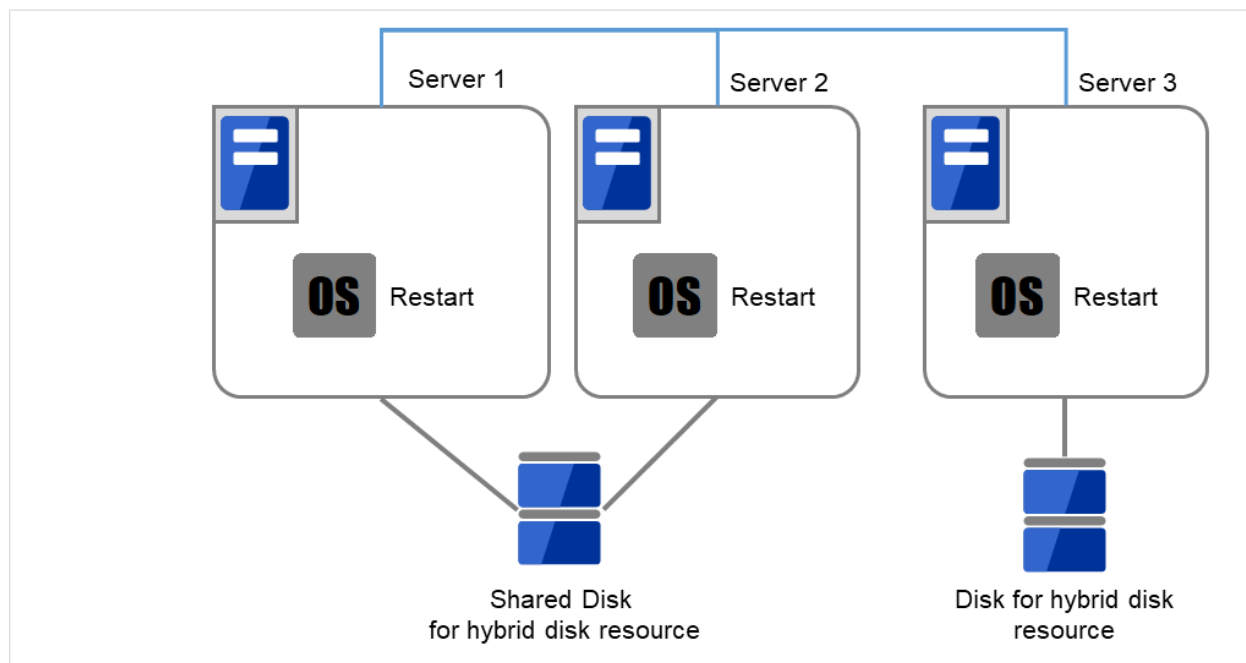 Server 1
Server 2
Server 3
OS Restart
OS Restart
OS Restart
Shared Disk
for hybrid disk resource
Disk for hybrid disk
resource